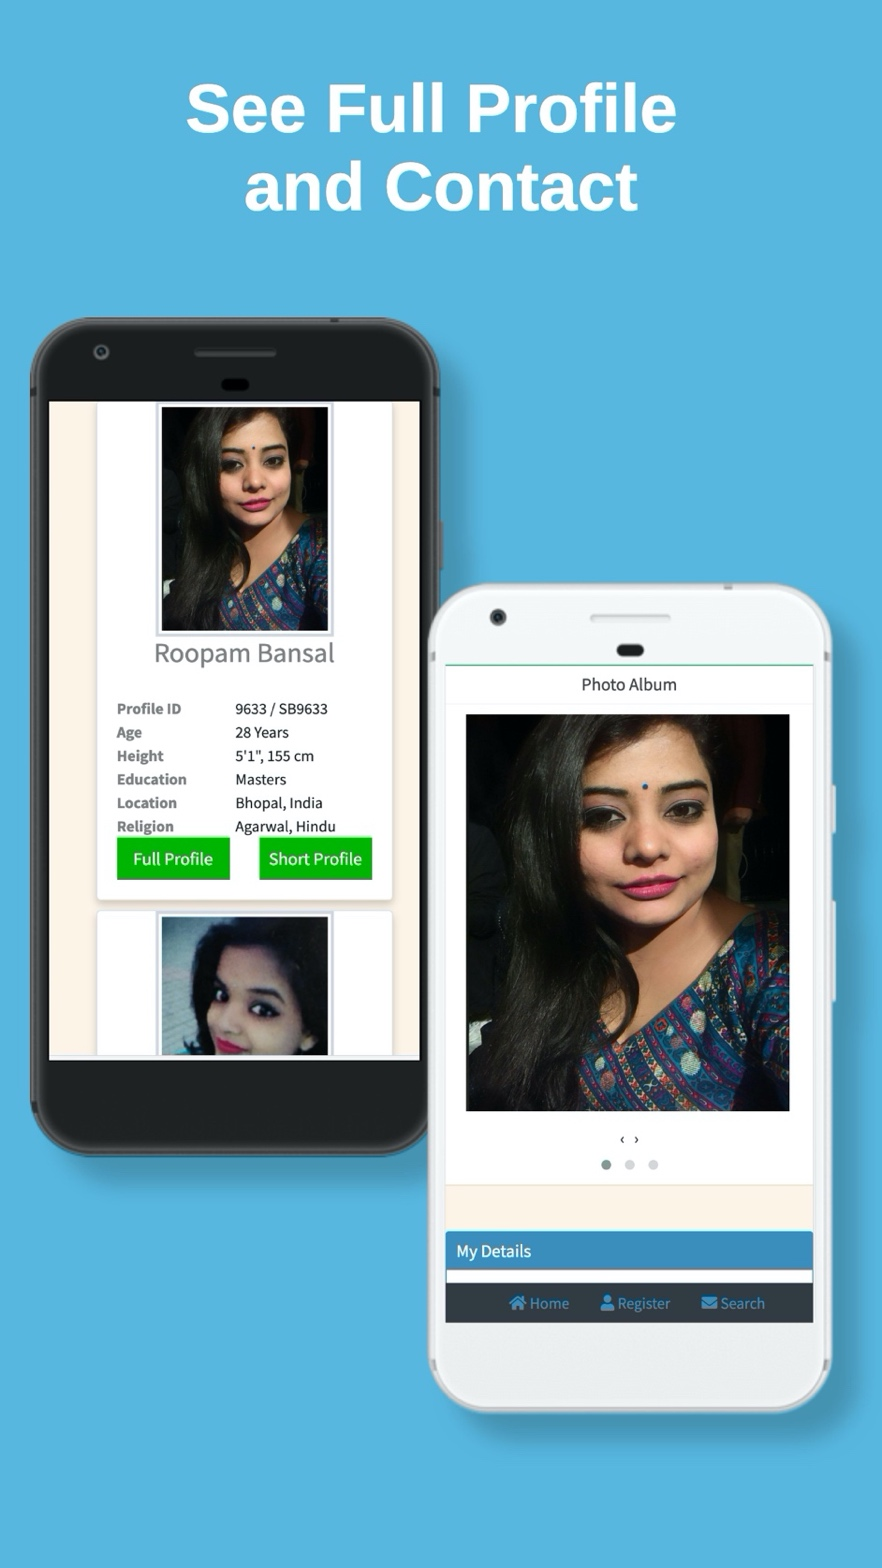 See Full Profile
and Contact
Roopam Bansal
Profile ID 9633 / SB9633
Age 28 Years
Height 5'1", 155 cm
Education Masters
Location Bhopal, India
Religion Agarwal, Hindu
Full Profile Short Profile
Photo Album
‹ ›
My Details
Home Register Search